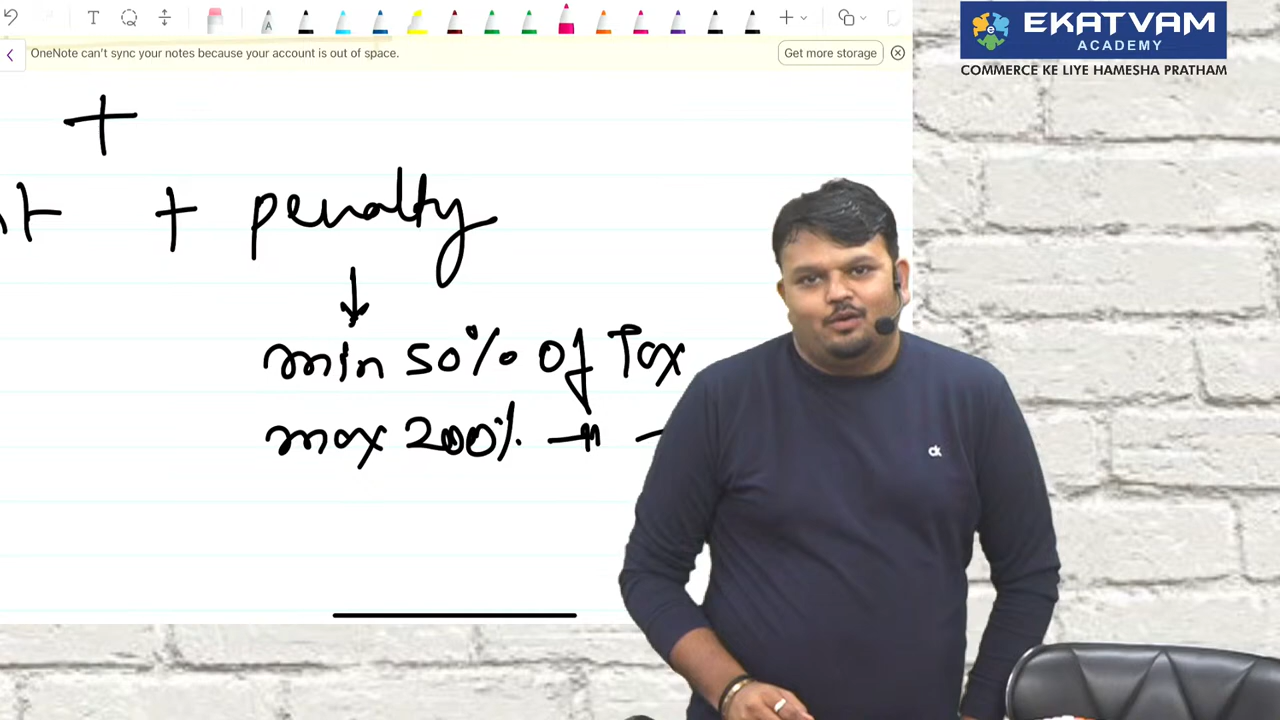 OneNote can't sync your notes because your account is out of space.
Get more storage
EKATVAM
ACADEMY
COMMERCE KE LIYE HAMESHA PRATHAM
+
+ penalty
↓
min 50% of Tax
max 200% —"—